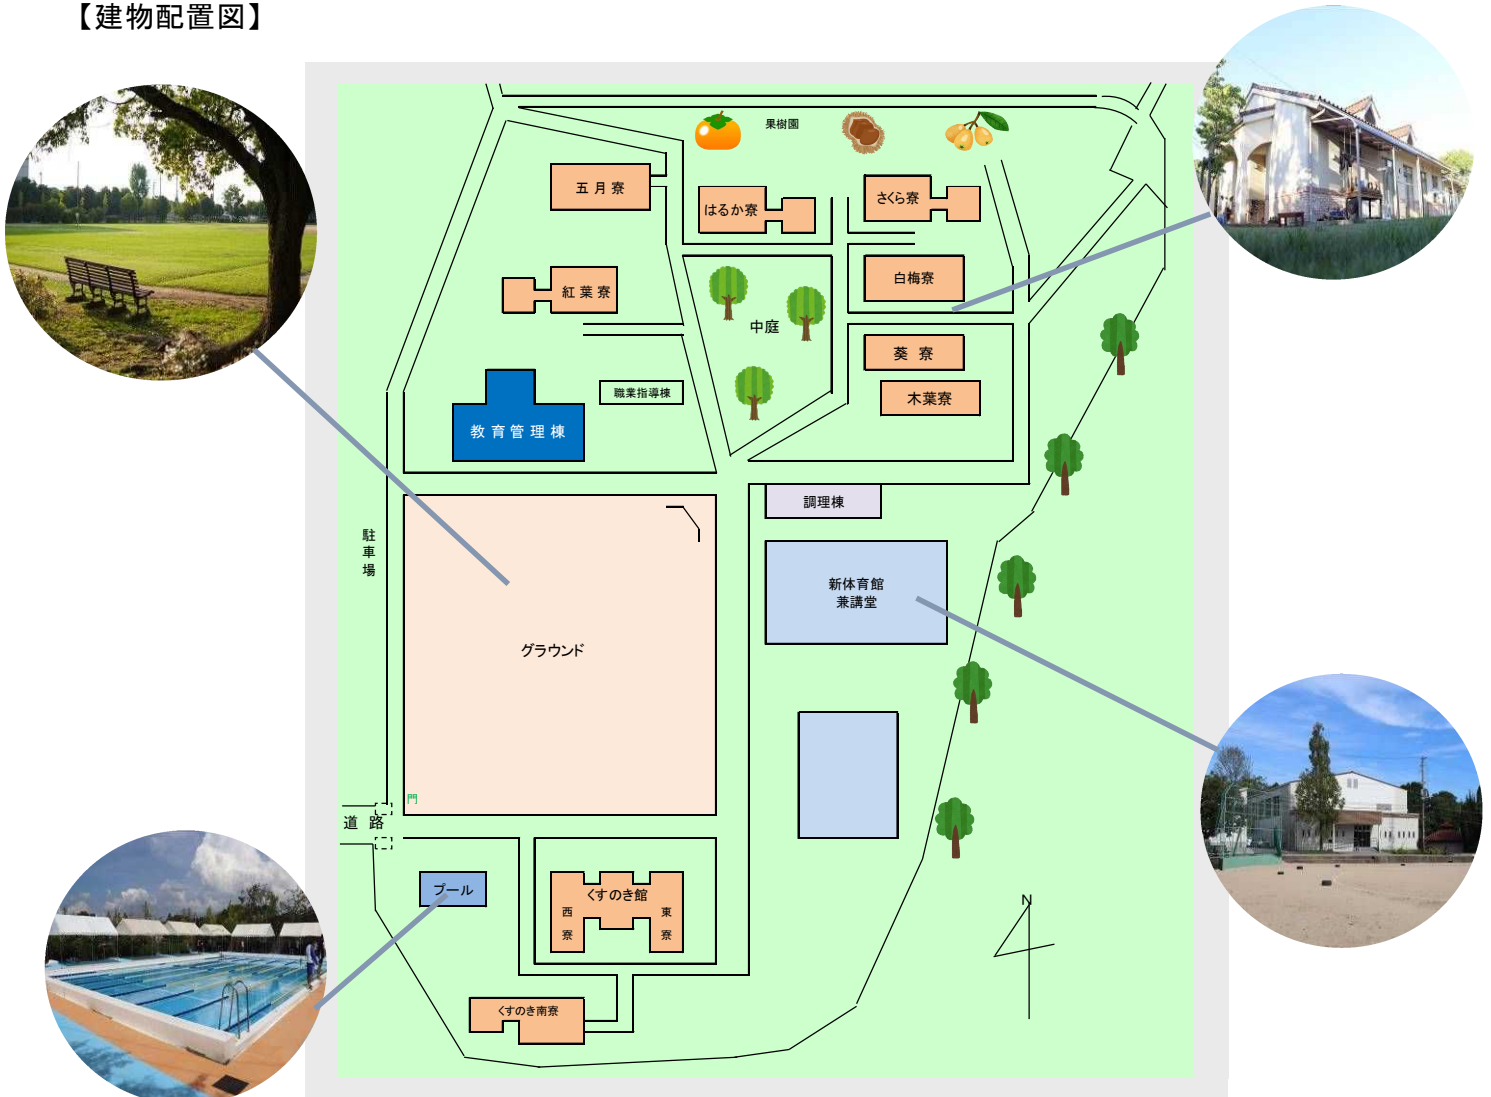 【建物配置図】
果樹園
五月寮
はるか寮
さくら寮
紅葉寮
白梅寮
中庭
葵寮
木葉寮
職業指導棟
教育管理棟
調理棟
駐車場
新体育館
兼講堂
グラウンド
門
道路
プール
くすのき館
西寮
東寮
N
くすのき南寮